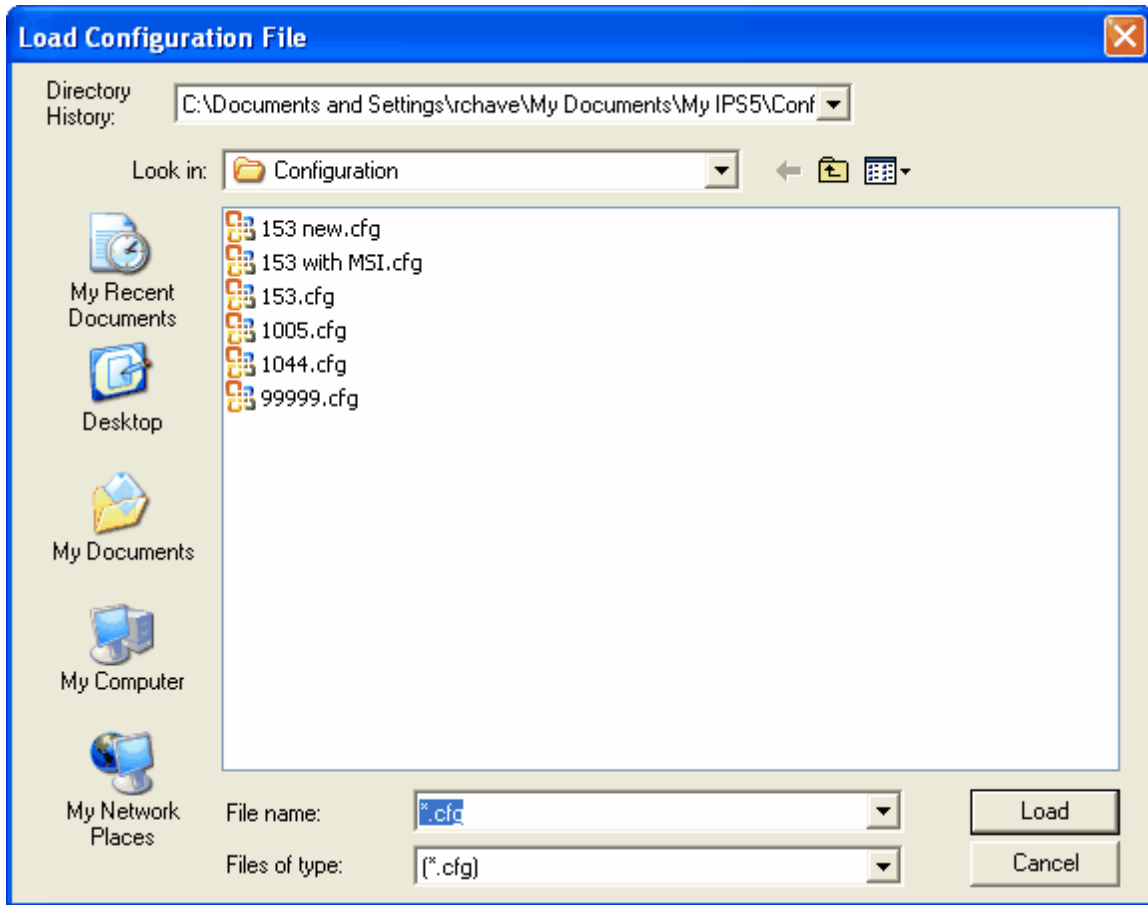 Load Configuration File
Directory
History:
C:\Documents and Settings\rchave\My Documents\My IPS5\Conf
Look in:
Configuration
153 new.cfg
153 with MSI.cfg
153.cfg
1005.cfg
1044.cfg
99999.cfg
My Recent
Documents
Desktop
My Documents
My Computer
My Network
Places
File name:
*.cfg
Load
Files of type:
(*.cfg)
Cancel